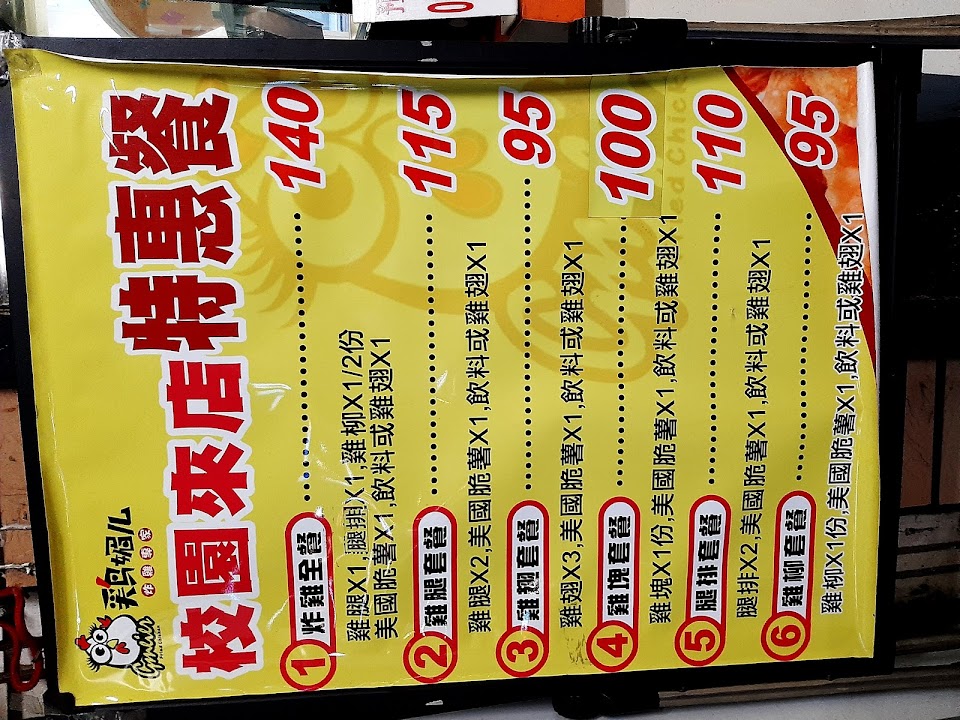 炸雞專家
校園來店特惠餐
1 炸雞全餐 140
雞腿X1,腿排X1,雞柳X1/2份
美國脆薯X1,飲料或雞翅X1
2 雞腿套餐 115
雞腿X2,美國脆薯X1,飲料或雞翅X1
3 雞翅套餐 95
雞翅X3,美國脆薯X1,飲料或雞翅X1
4 雞塊套餐 100
雞塊X1份,美國脆薯X1,飲料或雞翅X1
5 腿排套餐 110
腿排X2,美國脆薯X1,飲料或雞翅X1
6 雞柳套餐 95
雞柳X1份,美國脆薯X1,飲料或雞翅X1